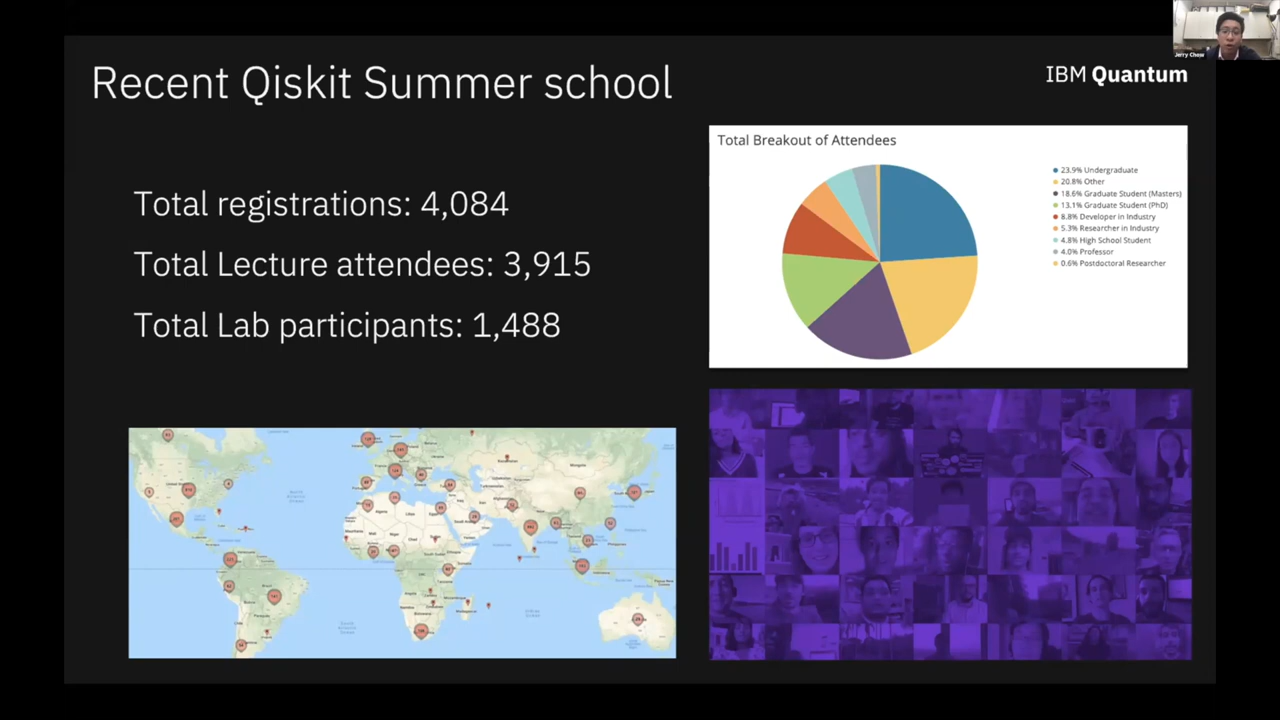 Recent Qiskit Summer school
IBM Quantum
Jerry Chow
Total registrations: 4,084
Total Lecture attendees: 3,915
Total Lab participants: 1,488
Total Breakout of Attendees
23.9% Undergraduate
20.8% Other
18.6% Graduate Student (Masters)
13.1% Graduate Student (PhD)
8.8% Developer in Industry
5.3% Researcher in Industry
4.8% High School Student
4.0% Professor
0.6% Postdoctoral Researcher